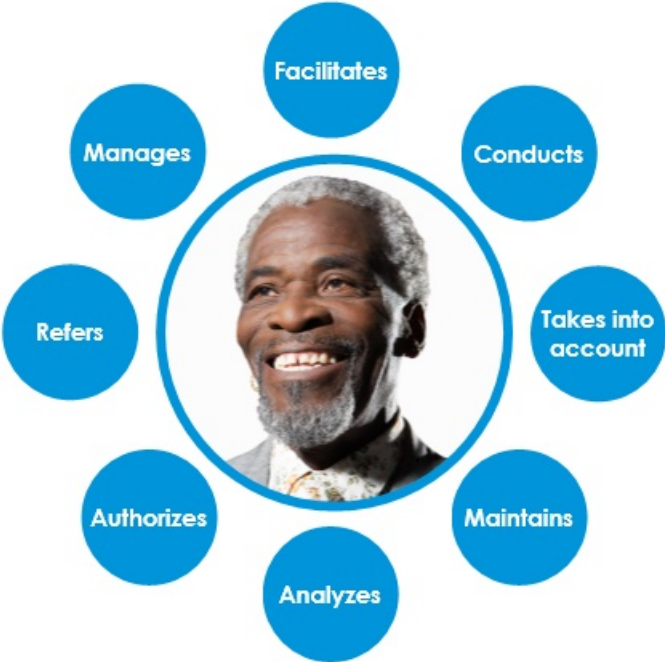 Facilitates
Conducts
Takes into
account
Maintains
Analyzes
Authorizes
Refers
Manages